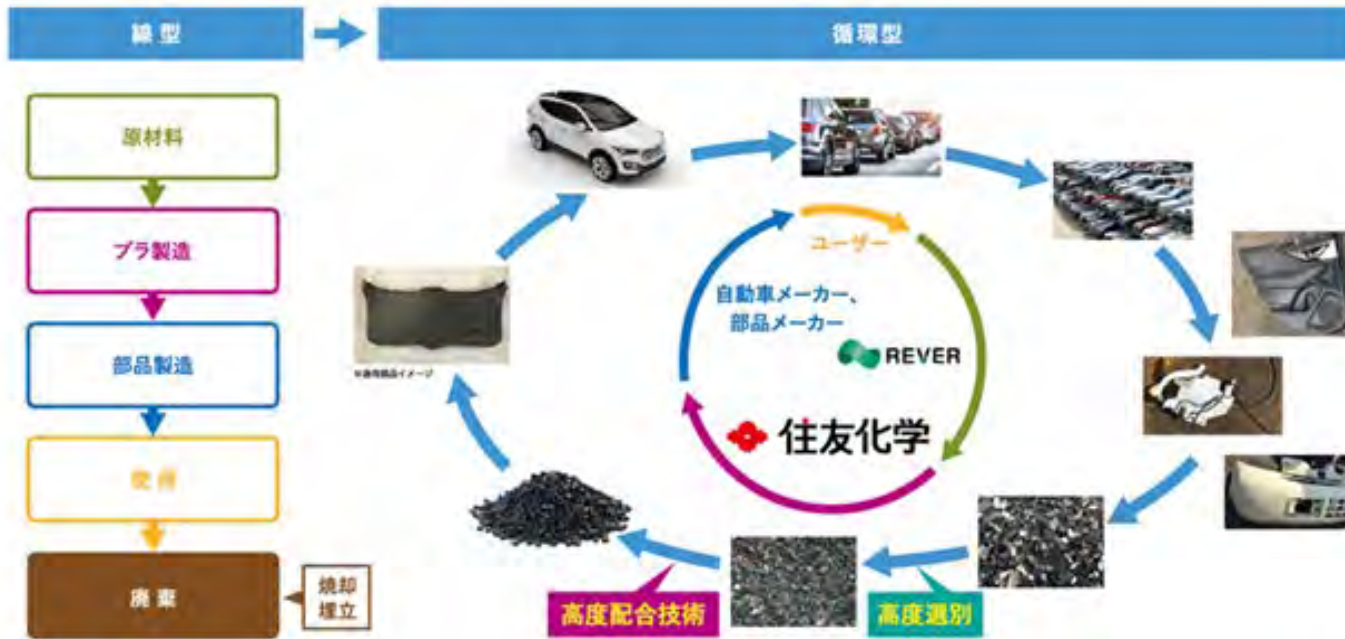 線型
循環型
原材料
プラ製造
部品製造
使用
廃棄
焼却
埋立
ユーザー
自動車メーカー、
部品メーカー
REVER
住友化学
高度配合技術
高度選別